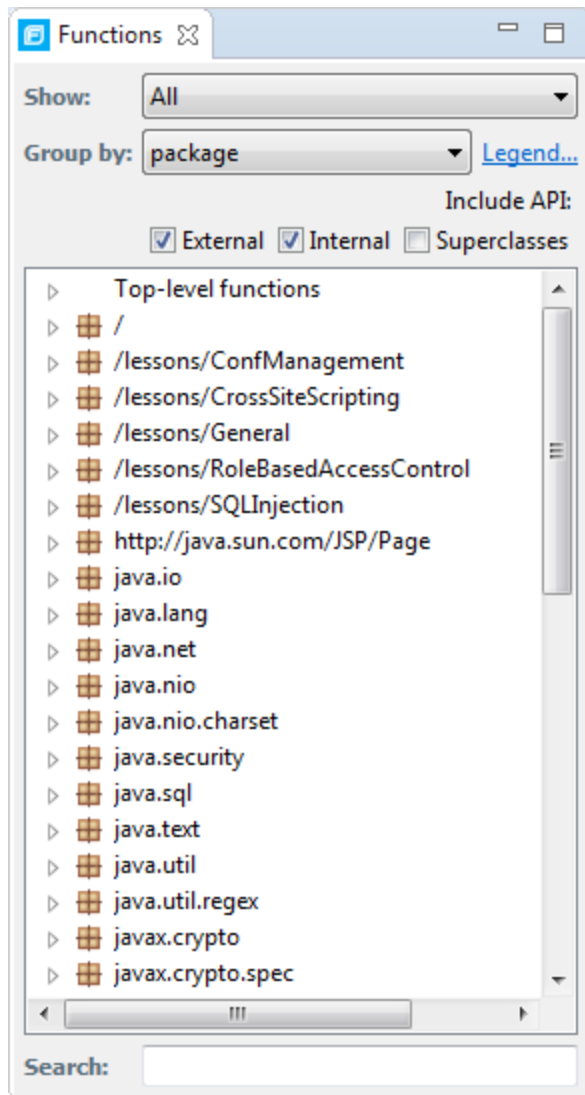 Functions
Show: All
Group by: package Legend...
Include API:
External Internal Superclasses
Top-level functions
/
/lessons/ConfManagement
/lessons/CrossSiteScripting
/lessons/General
/lessons/RoleBasedAccessControl
/lessons/SQLInjection
http://java.sun.com/JSP/Page
java.io
java.lang
java.net
java.nio
java.nio.charset
java.security
java.sql
java.text
java.util
java.util.regex
javax.crypto
javax.crypto.spec
Search: